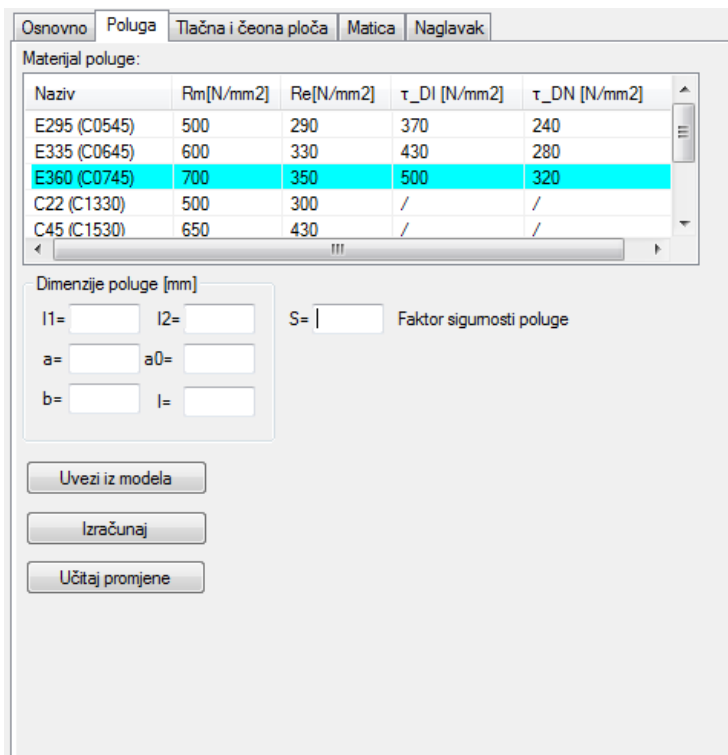 Osnovno Poluga Tlačna i čeona ploča Matica Naglavak
Materijal poluge:
Naziv Rm[N/mm2] Re[N/mm2] τ_DI [N/mm2] τ_DN [N/mm2]
E295 (C0545) 500 290 370 240
E335 (C0645) 600 330 430 280
E360 (C0745) 700 350 500 320
C22 (C1330) 500 300 / /
C45 (C1530) 650 430 / /
Dimenzije poluge [mm]
l1= l2= S= Faktor sigurnosti poluge
a= a0=
b= l=
Uvezi iz modela
Izračunaj
Učitaj promjene